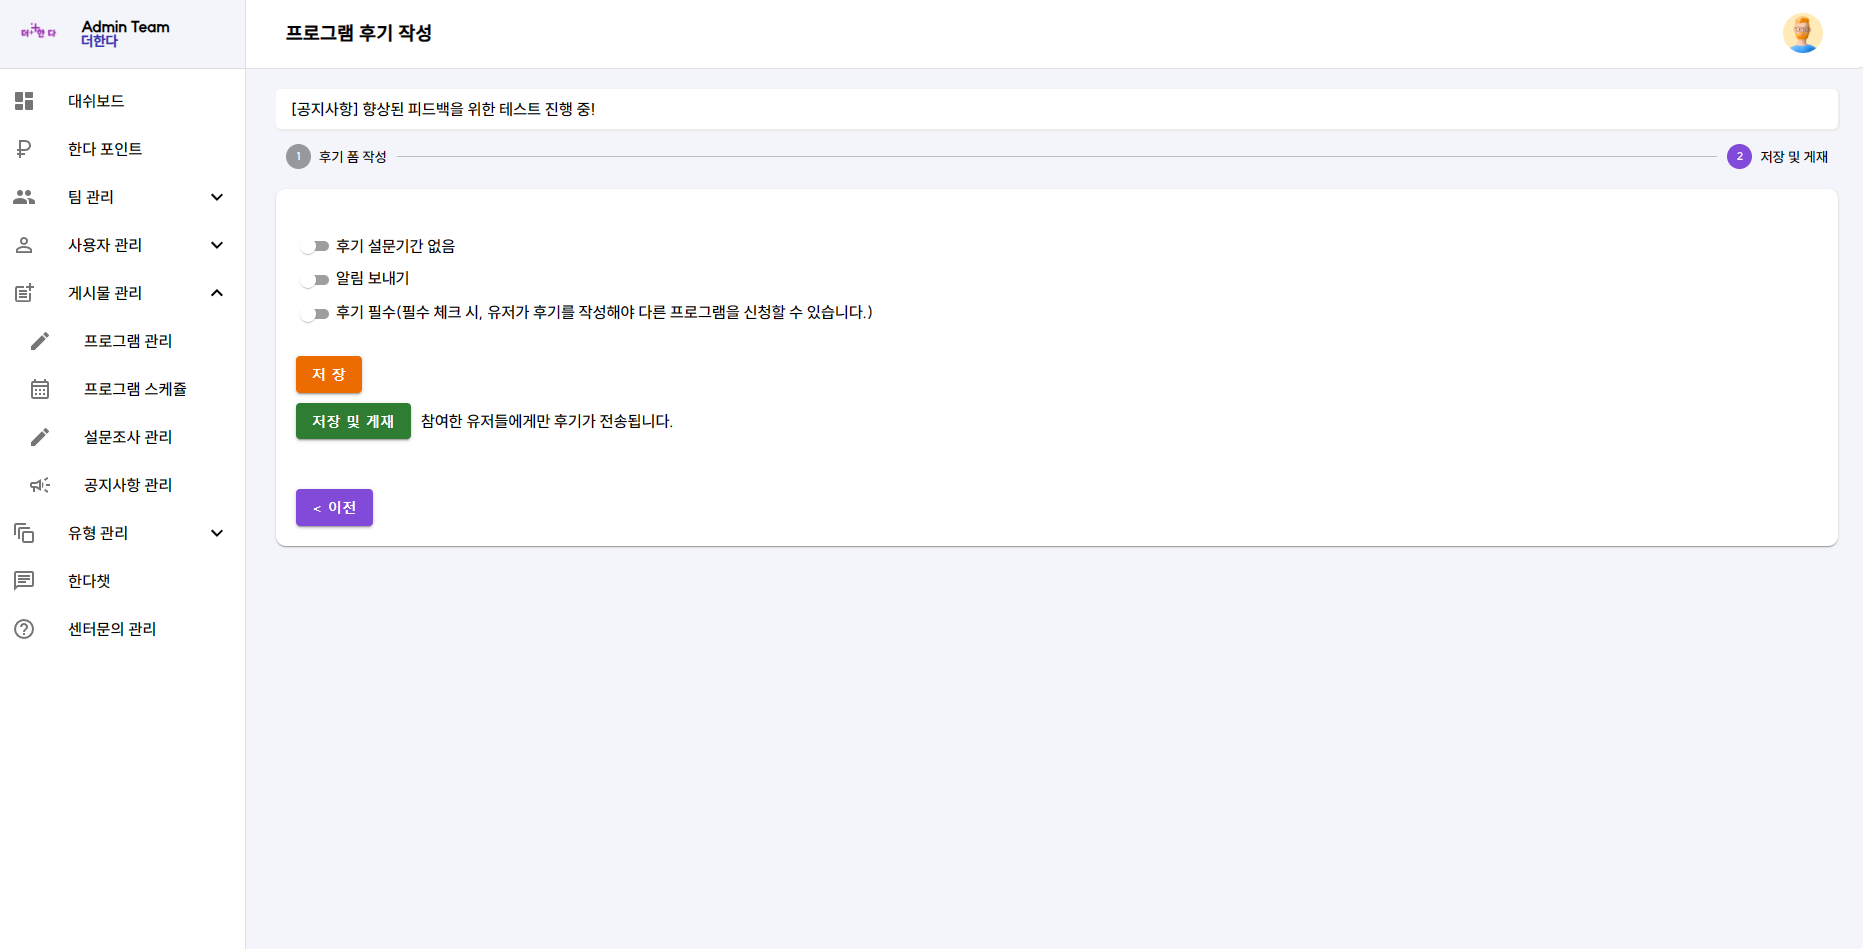 더한다
Admin Team
더한다
프로그램 후기 작성
대쉬보드
한다 포인트
팀 관리
사용자 관리
게시물 관리
프로그램 관리
프로그램 스케쥴
설문조사 관리
공지사항 관리
유형 관리
한다챗
센터문의 관리
[공지사항] 향상된 피드백을 위한 테스트 진행 중!
1 후기 폼 작성
2 저장 및 게재
후기 설문기간 없음
알림 보내기
후기 필수(필수 체크 시, 유저가 후기를 작성해야 다른 프로그램을 신청할 수 있습니다.)
저 장
저장 및 게재 참여한 유저들에게만 후기가 전송됩니다.
< 이전